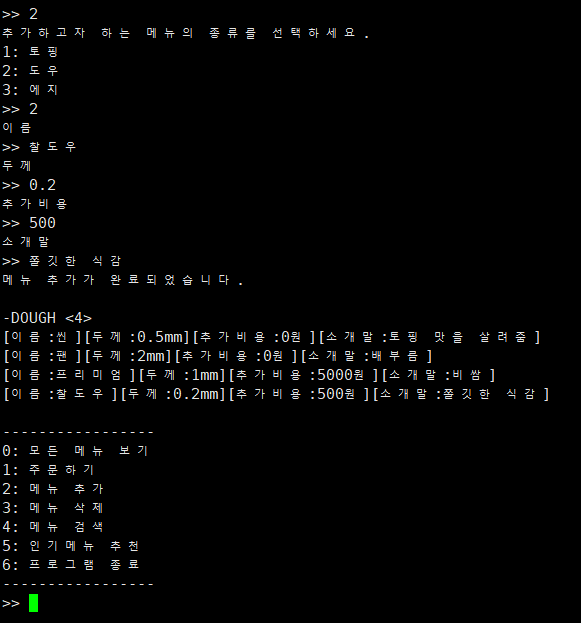 >> 2
추가하고자 하는 메뉴의 종류를 선택하세요.
1: 토핑
2: 도우
3: 에지
>> 2
이름
>> 찰도우
두께
>> 0.2
추가비용
>> 500
소개말
>> 쫄깃한 식감
메뉴 추가가 완료되었습니다.
-DOUGH <4>
[이름:씬][두께:0.5mm][추가비용:0원][소개말:토핑 맛을 살려줌]
[이름:팬][두께:2mm][추가비용:0원][소개말:배부름]
[이름:프리미엄][두께:1mm][추가비용:5000원][소개말:비쌈]
[이름:찰도우][두께:0.2mm][추가비용:500원][소개말:쫄깃한 식감]
-----------------
0: 모든 메뉴 보기
1: 주문하기
2: 메뉴 추가
3: 메뉴 삭제
4: 메뉴 검색
5: 인기메뉴 추천
6: 프로그램 종료
-----------------
>>